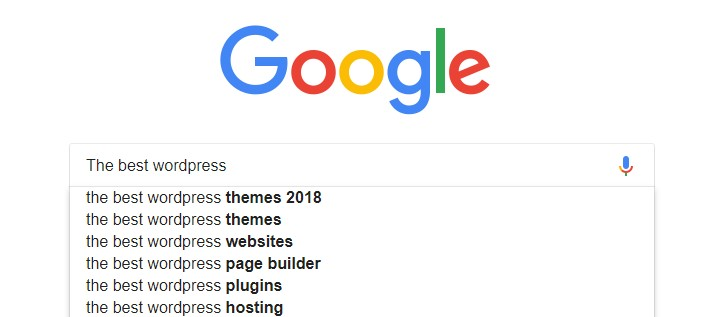 Google
The best wordpress
the best wordpress themes 2018
the best wordpress themes
the best wordpress websites
the best wordpress page builder
the best wordpress plugins
the best wordpress hosting